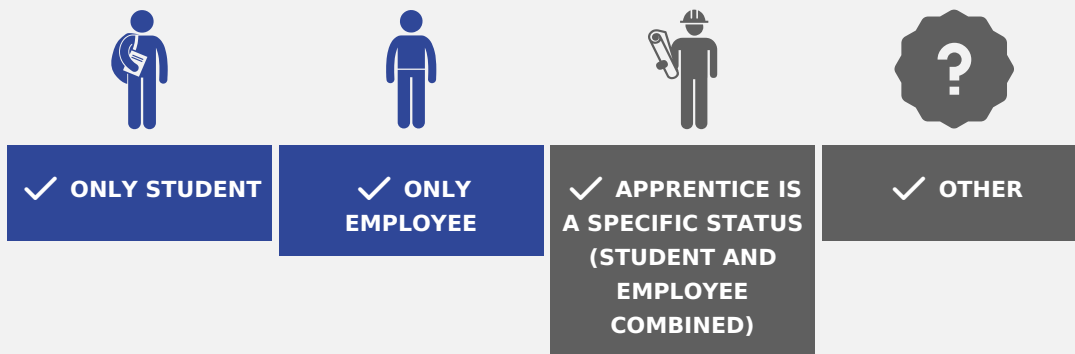 ?
ONLY STUDENT
ONLY
EMPLOYEE
APPRENTICE IS
A SPECIFIC STATUS
(STUDENT AND
EMPLOYEE
COMBINED)
OTHER